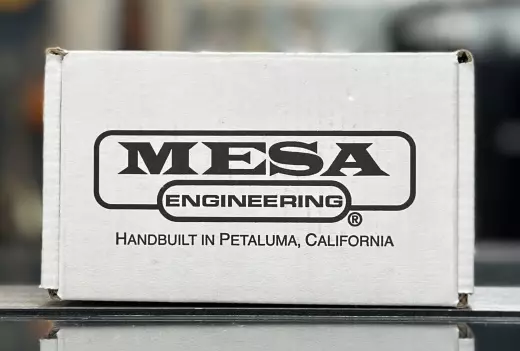 MESA
ENGINEERING®
HANDBUILT IN PETALUMA, CALIFORNIA